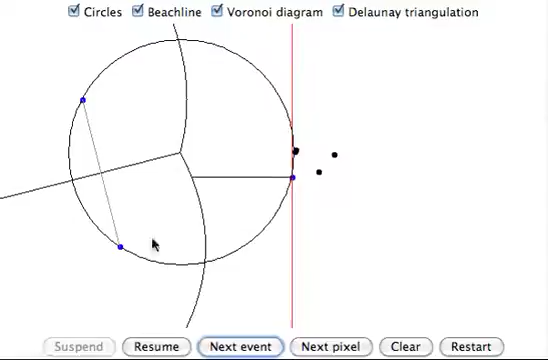 Circles Beachline Voronoi diagram Delaunay triangulation
Suspend Resume Next event Next pixel Clear Restart